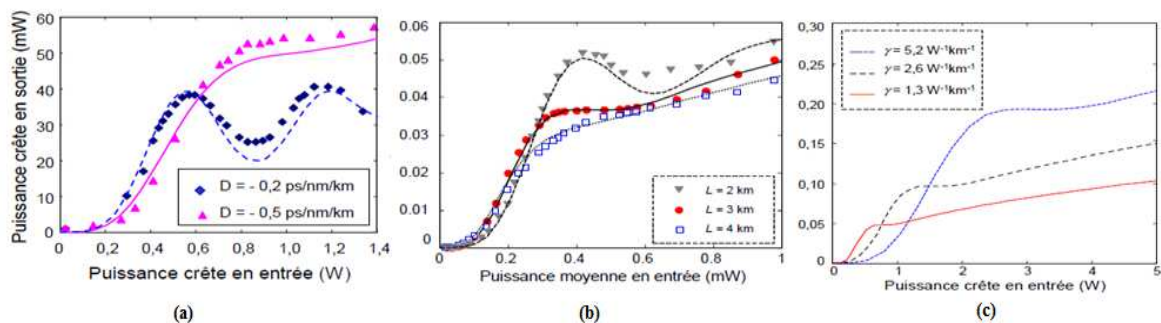 Puissance crête en sortie (mW)
60
50
40
30
20
10
0
D = - 0,2 ps/nm/km
D = - 0,5 ps/nm/km
0 0,2 0,4 0,6 0,8 1,0 1,2 1,4
Puissance crête en entrée (W)
(a)
0.06
0.05
0.04
0.03
0.02
0.01
0
L = 2 km
L = 3 km
L = 4 km
0 0.2 0.4 0.6 0.8 1
Puissance moyenne en entrée (mW)
(b)
0,30
0,25
0,20
0,15
0,10
0,05
0,00
γ = 5,2 W⁻¹km⁻¹
γ = 2,6 W⁻¹km⁻¹
γ = 1,3 W⁻¹km⁻¹
0 1 2 3 4 5
Puissance crête en entrée (W)
(c)